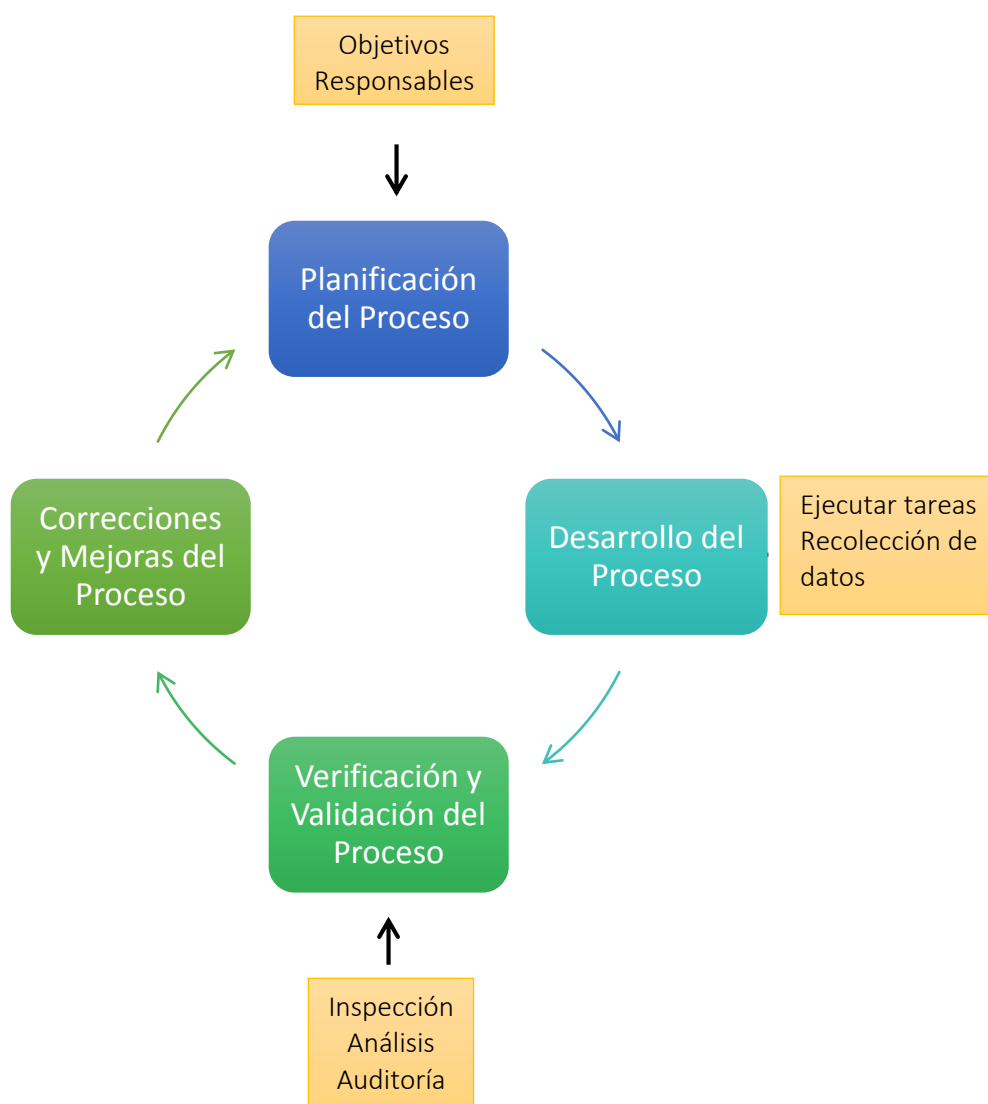 Objetivos
Responsables
Planificación
del Proceso
Desarrollo del
Proceso
Ejecutar tareas
Recolección de
datos
Verificación y
Validación del
Proceso
Inspección
Análisis
Auditoría
Correcciones
y Mejoras del
Proceso